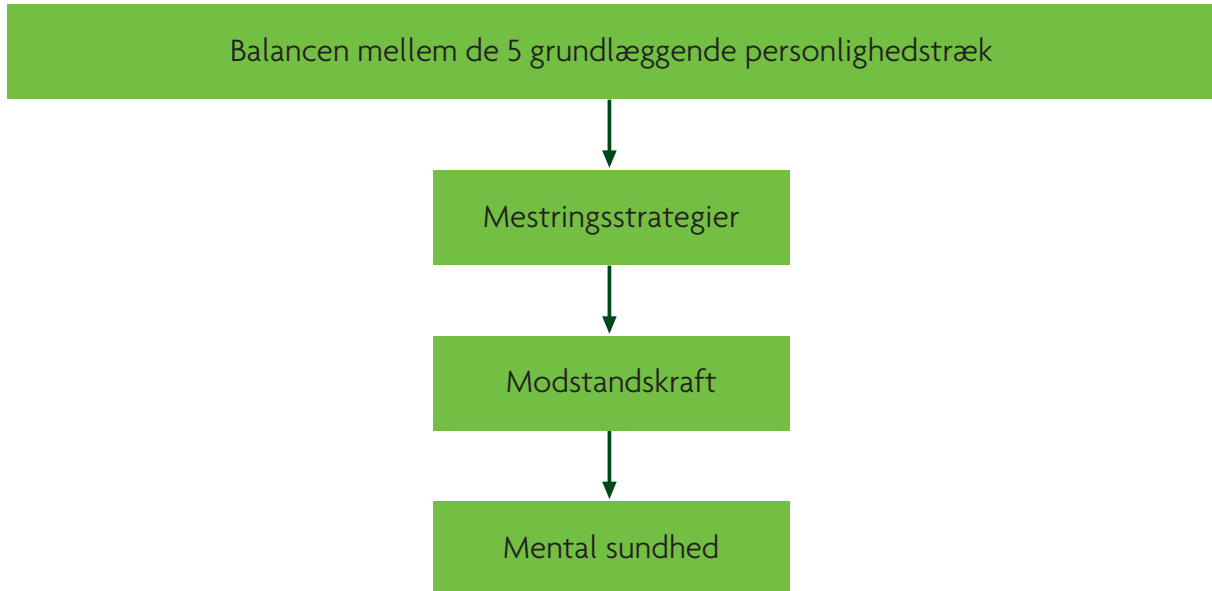 Balancen mellem de 5 grundlæggende personlighedstræk
Mestringsstrategier
Modstandskraft
Mental sundhed